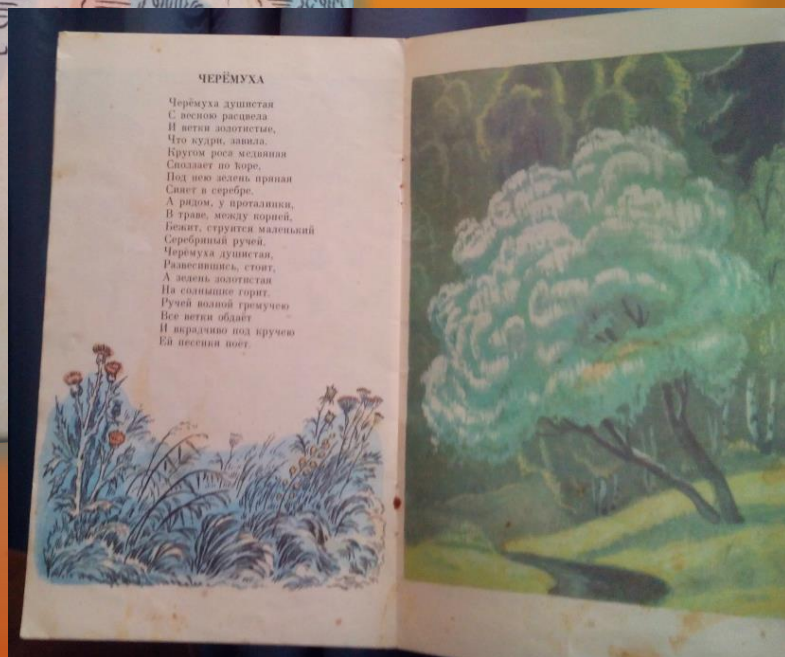 ЧЕРЁМУХА
Черёмуха душистая
С весною расцвела
И ветки золотистые,
Что кудри, завила.
Кругом роса медвяная
Сползает по коре,
Под нею зелень пряная
Сияет в серебре.
А рядом, у проталинки,
В траве, между корней,
Бежит, струится маленький
Серебряный ручей.
Черёмуха душистая,
Развесившись, стоит,
А зелень золотистая
На солнышке горит.
Ручей волной гремучею
Все ветки обдаёт
И вкрадчиво под кручею
Ей песенки поёт.